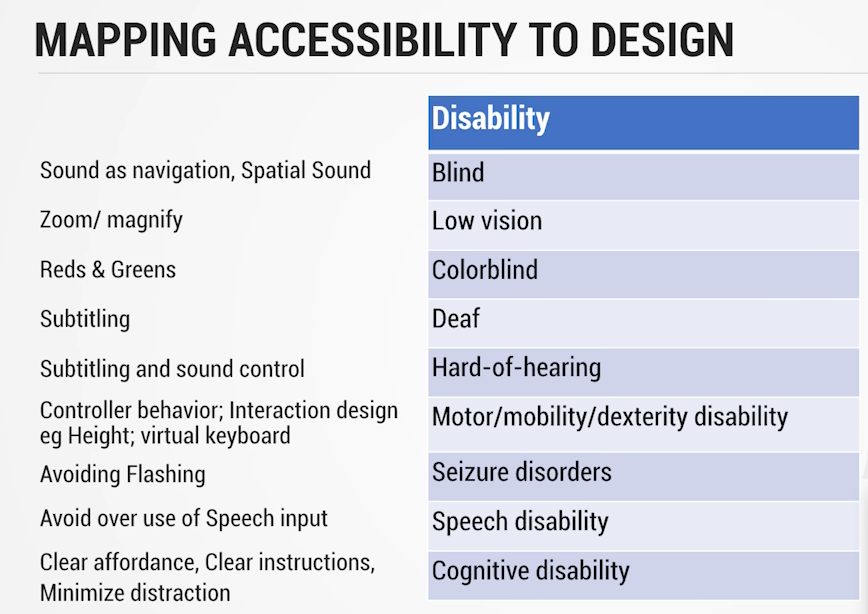 MAPPING ACCESSIBILITY TO DESIGN
Disability
Sound as navigation, Spatial Sound
Blind
Zoom/ magnify
Low vision
Reds & Greens
Colorblind
Subtitling
Deaf
Subtitling and sound control
Hard-of-hearing
Controller behavior; Interaction design
eg Height; virtual keyboard
Motor/mobility/dexterity disability
Avoiding Flashing
Seizure disorders
Avoid over use of Speech input
Speech disability
Clear affordance, Clear instructions,
Minimize distraction
Cognitive disability